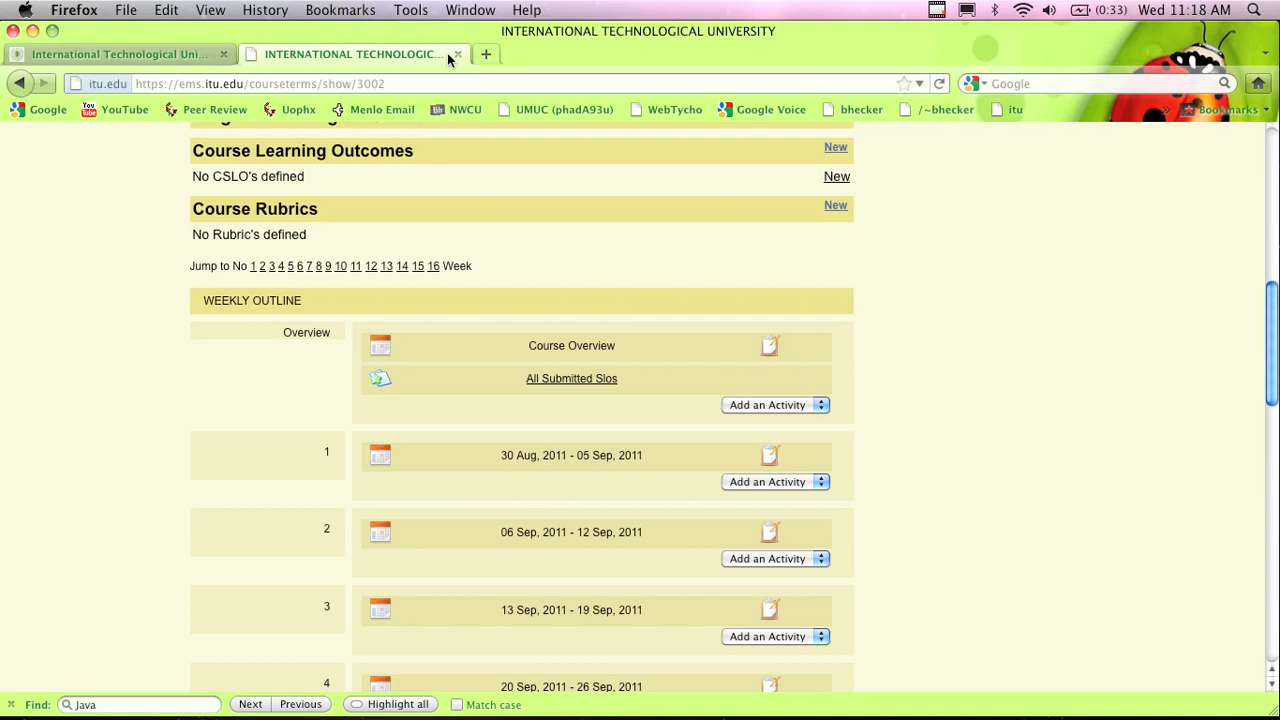 Firefox File Edit View History Bookmarks Tools Window Help (0:33) Wed 11:18 AM
INTERNATIONAL TECHNOLOGICAL UNIVERSITY
International Technological Uni... INTERNATIONAL TECHNOLOGIC...
itu.edu https://ems.itu.edu/courseterms/show/3002 Google
Google YouTube Peer Review Uophx Menlo Email NWCU UMUC (phadA93u) WebTycho Google Voice bhecker /~bhecker itu Bookmarks
Course Learning Outcomes New
No CSLO's defined New
Course Rubrics New
No Rubric's defined
Jump to No 1 2 3 4 5 6 7 8 9 10 11 12 13 14 15 16 Week
WEEKLY OUTLINE
Overview Course Overview
All Submitted Slos
Add an Activity
1 30 Aug, 2011 - 05 Sep, 2011
Add an Activity
2 06 Sep, 2011 - 12 Sep, 2011
Add an Activity
3 13 Sep, 2011 - 19 Sep, 2011
Add an Activity
4 20 Sep, 2011 - 26 Sep, 2011
Find: Java Next Previous Highlight all Match case